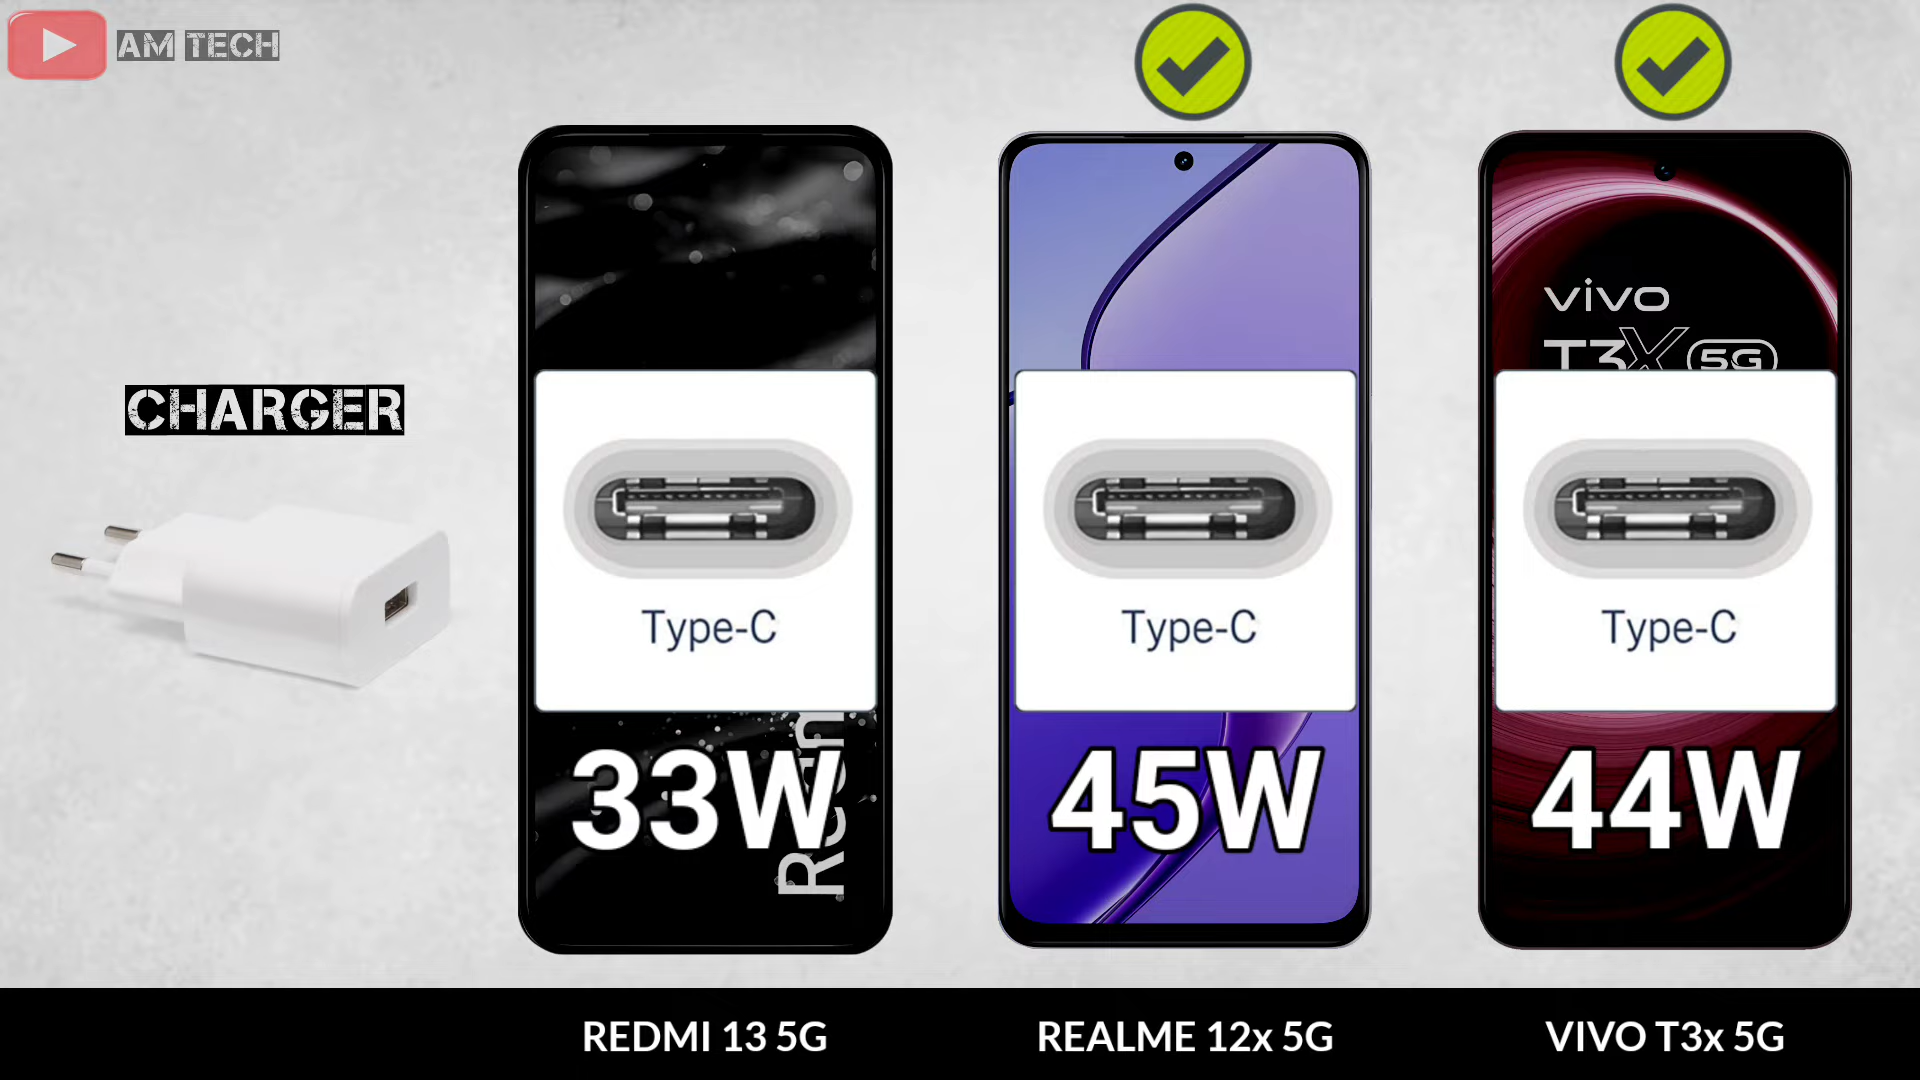 AM TECH
vivo
T3X 5G
CHARGER
Type-C
Type-C
Type-C
33W
45W
44W
REDMI 13 5G
REALME 12x 5G
VIVO T3x 5G